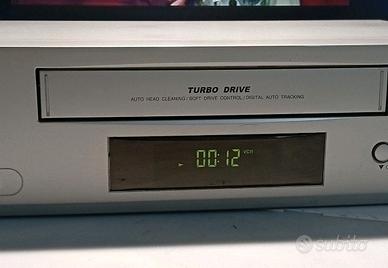 TURBO DRIVE
AUTO HEAD CLEANING/SOFT DRIVE CONTROL/DIGITAL AUTO TRACKING
00:12 VCR
subito